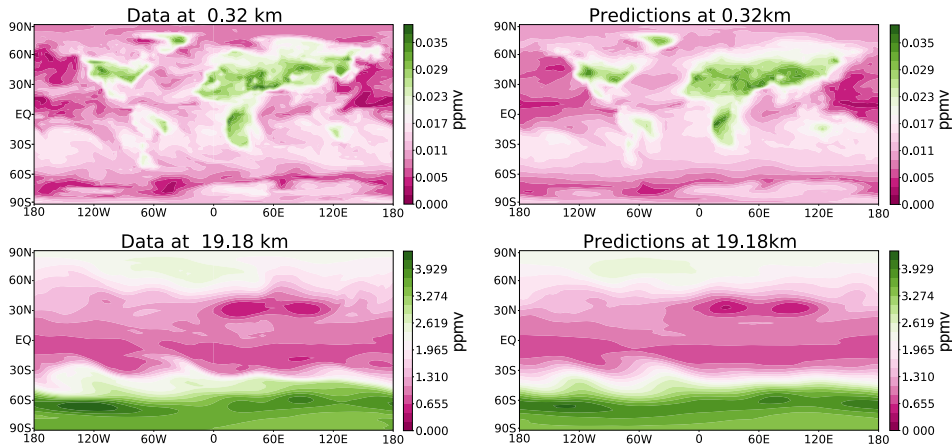 Data at 0.32 km
90N
60N
30N
EQ
30S
60S
90S
180 120W 60W 0 60E 120E 180
0.035
0.029
0.023
0.017
0.011
0.005
0.000
ppmv
Predictions at 0.32km
90N
60N
30N
EQ
30S
60S
90S
180 120W 60W 0 60E 120E 180
0.035
0.029
0.023
0.017
0.011
0.005
0.000
ppmv
Data at 19.18 km
90N
60N
30N
EQ
30S
60S
90S
180 120W 60W 0 60E 120E 180
3.929
3.274
2.619
1.965
1.310
0.655
0.000
ppmv
Predictions at 19.18km
90N
60N
30N
EQ
30S
60S
90S
180 120W 60W 0 60E 120E 180
3.929
3.274
2.619
1.965
1.310
0.655
0.000
ppmv